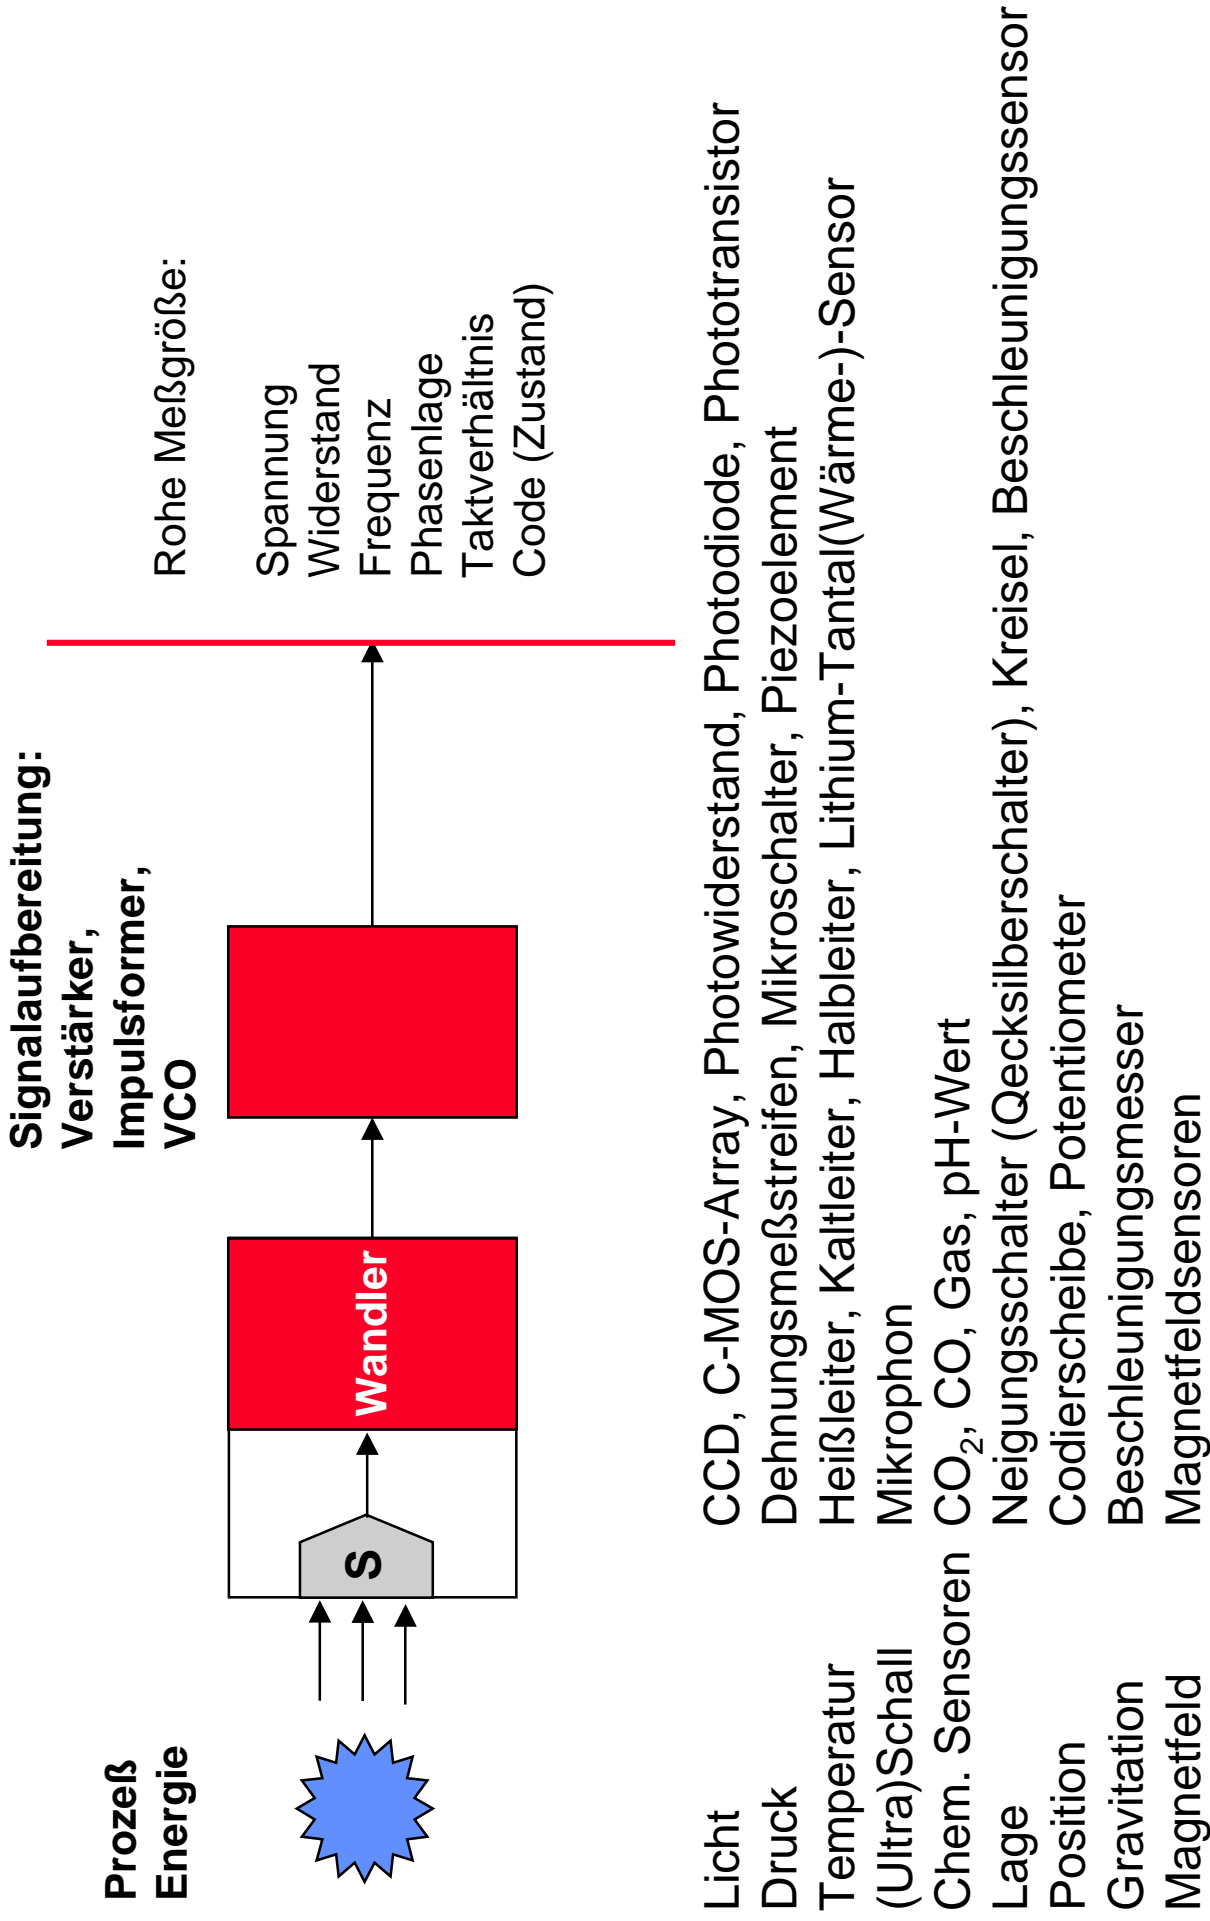 Prozeß
Energie
S
Wandler
Signalaufbereitung:
Verstärker,
Impulsformer,
VCO
Rohe Meßgröße:
Spannung
Widerstand
Frequenz
Phasenlage
Taktverhältnis
Code (Zustand)
Licht CCD, C-MOS-Array, Photowiderstand, Photodiode, Phototransistor
Druck Dehnungsmeßstreifen, Mikroschalter, Piezoelement
Temperatur Heißleiter, Kaltleiter, Halbleiter, Lithium-Tantal(Wärme-)-Sensor
(Ultra)Schall Mikrophon
Chem. Sensoren CO₂, CO, Gas, pH-Wert
Lage Neigungsschalter (Qecksilberschalter), Kreisel, Beschleunigungssensor
Position Codierscheibe, Potentiometer
Gravitation Beschleunigungsmesser
Magnetfeld Magnetfeldsensoren